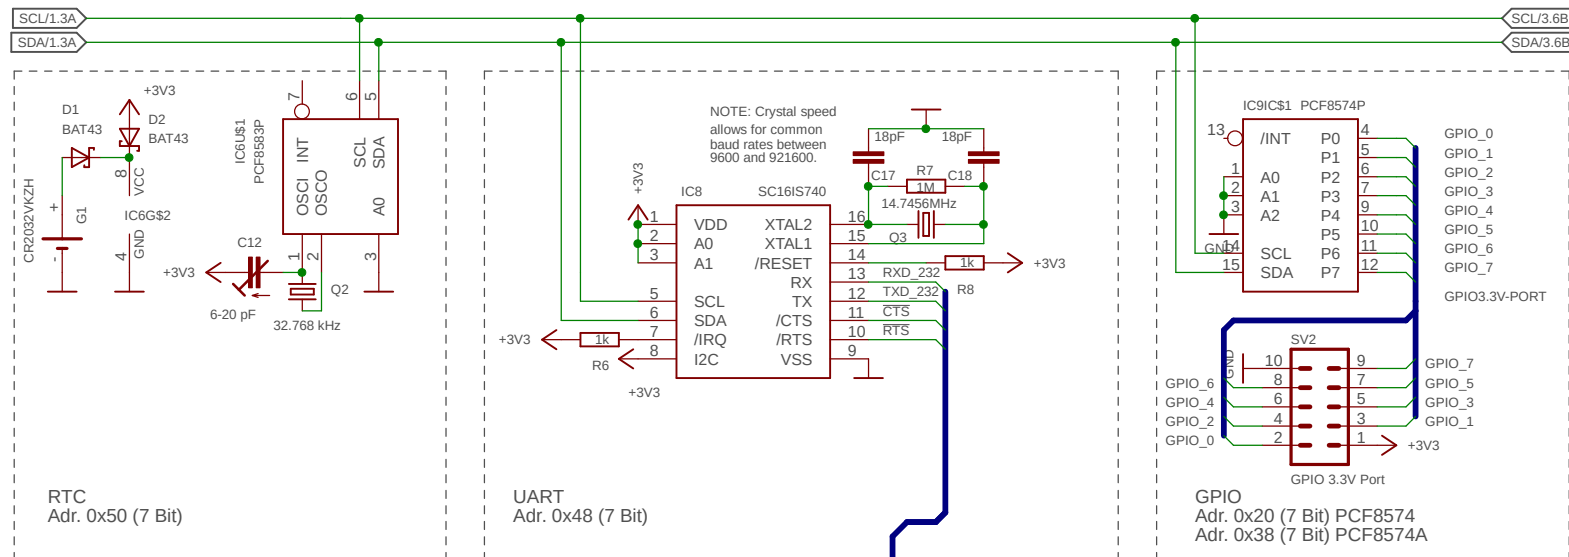 SCL/1.3A
SCL/3.6B
SDA/1.3A
SDA/3.6B
+3V3
D1
BAT43
D2
BAT43
8
VCC
CR2032VKZH
+
G1
-
IC6G$2
4
GND
7
6
5
IC6U$1
PCF8583P
INT
SCL
SDA
OSCI
OSCO
A0
1
2
3
C12
+3V3
6-20 pF
Q2
32.768 kHz
RTC
Adr. 0x50 (7 Bit)
NOTE: Crystal speed
allows for common
baud rates between
9600 and 921600.
18pF
18pF
C17
R7
C18
1M
14.7456MHz
Q3
+3V3
IC8
SC16IS740
1
VDD
XTAL2
16
2
A0
XTAL1
15
3
A1
/RESET
14
1k
+3V3
R8
RX
13
RXD_232
5
SCL
TX
12
TXD_232
6
SDA
/CTS
11
CTS
+3V3
1k
7
/IRQ
/RTS
10
RTS
R6
8
I2C
VSS
9
+3V3
UART
Adr. 0x48 (7 Bit)
IC9IC$1
PCF8574P
13
/INT
P0
4
GPIO_0
P1
5
GPIO_1
1
A0
P2
6
GPIO_2
2
A1
P3
7
GPIO_3
3
A2
P4
9
GPIO_4
P5
10
GPIO_5
GND
14
SCL
P6
11
GPIO_6
15
SDA
P7
12
GPIO_7
GPIO3.3V-PORT
SV2
GND
10
9
GPIO_7
GPIO_6
8
7
GPIO_5
GPIO_4
6
5
GPIO_3
GPIO_2
4
3
GPIO_1
GPIO_0
2
1
+3V3
GPIO 3.3V Port
GPIO
Adr. 0x20 (7 Bit) PCF8574
Adr. 0x38 (7 Bit) PCF8574A